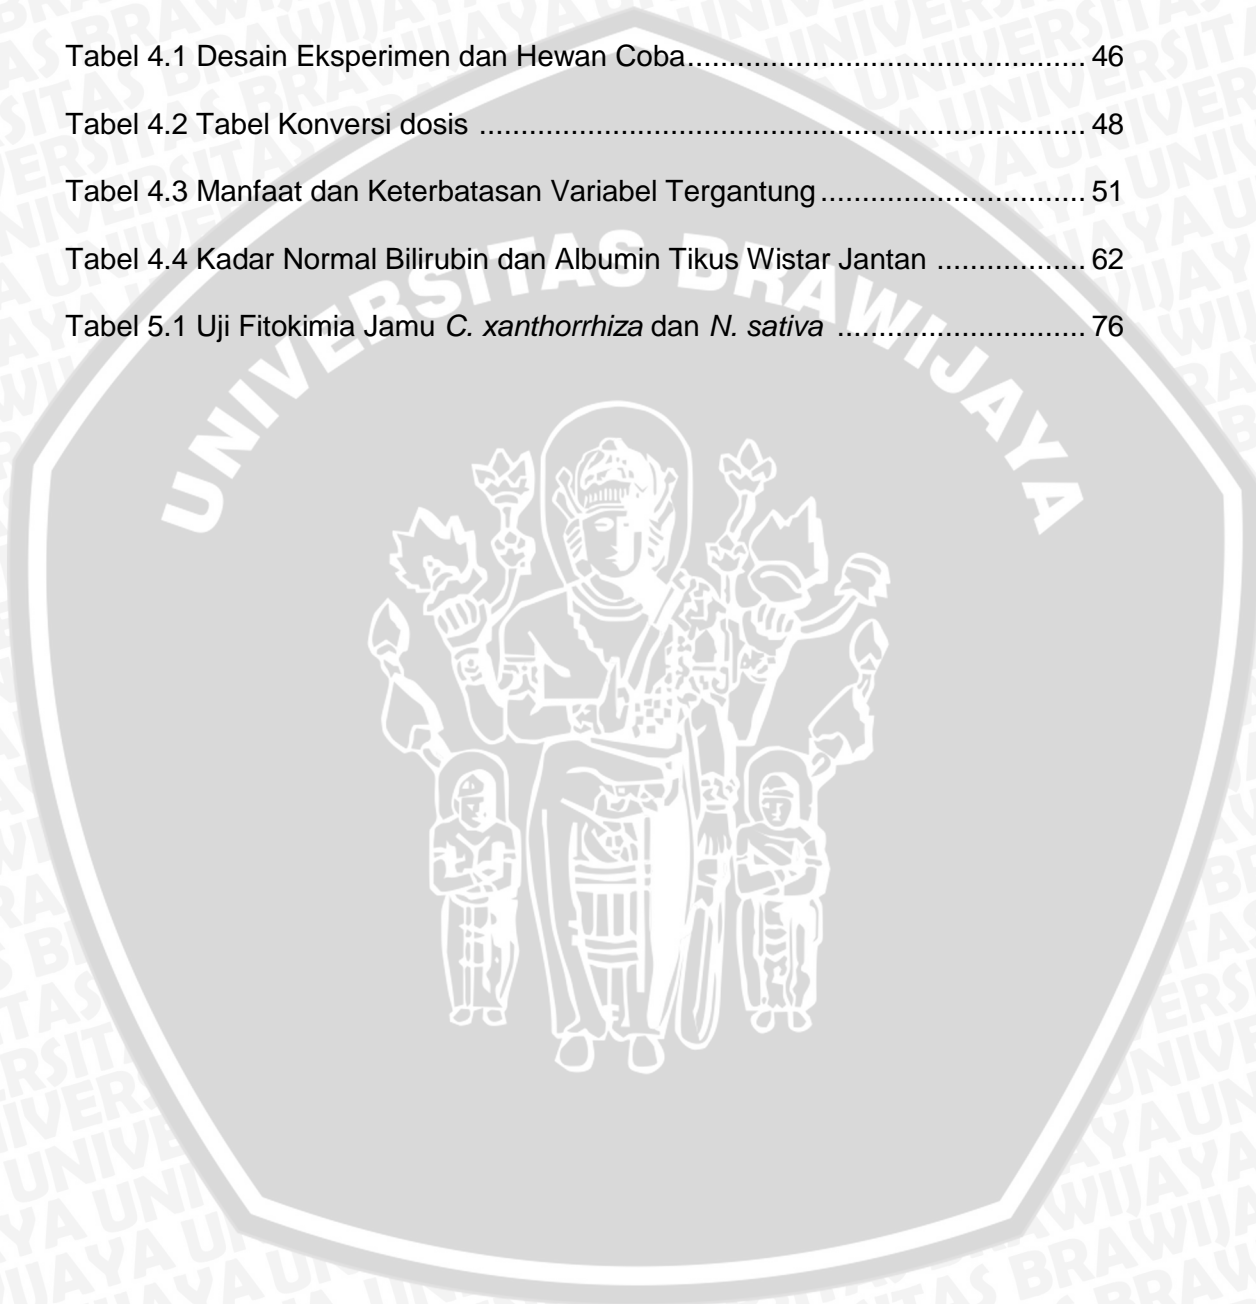 Tabel 4.1 Desain Eksperimen dan Hewan Coba................................................ 46
Tabel 4.2 Tabel Konversi dosis ......................................................................... 48
Tabel 4.3 Manfaat dan Keterbatasan Variabel Tergantung................................ 51
Tabel 4.4 Kadar Normal Bilirubin dan Albumin Tikus Wistar Jantan .................. 62
Tabel 5.1 Uji Fitokimia Jamu C. xanthorrhiza dan N. sativa .............................. 76
UNIVERSITAS BRAWIJAYA